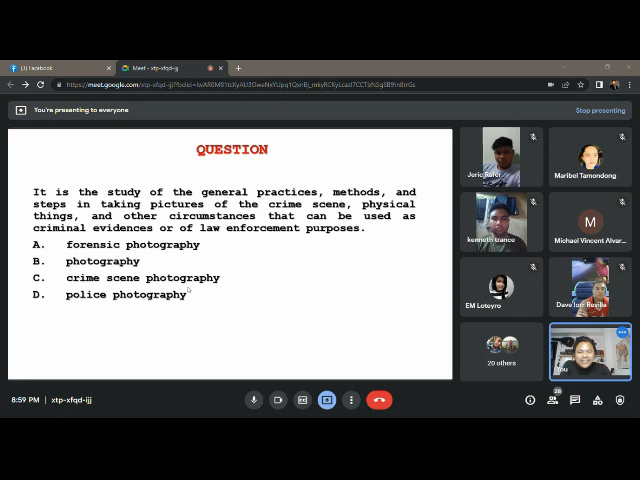 Facebook
Meet - xtp-xfqd-ijj
You're presenting to everyone
Stop presenting
QUESTION
It is the study of the general practices, methods, and
steps in taking pictures of the crime scene, physical
things, and other circumstances that can be used as
criminal evidences or of law enforcement purposes.
A. forensic photography
B. photography
C. crime scene photography
D. police photography
Jeric Rufer
Maribel Tamondong
kenneth trance
M
Michael Vincent Alvar...
EM Loteyro
Dave Iorr Revilla
20 others
You
8:59 PM
xtp-xfqd-ijj
28